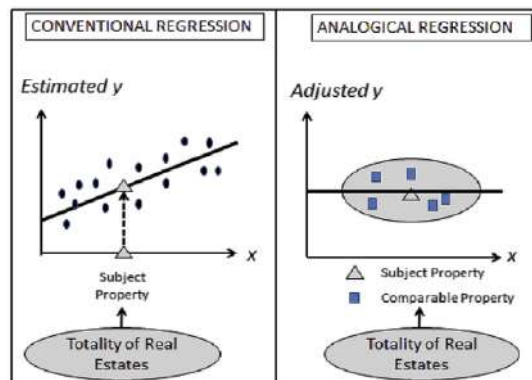 CONVENTIONAL REGRESSION
Estimated y
x
Subject
Property
Totality of Real
Estates
ANALOGICAL REGRESSION
Adjusted y
x
Subject Property
Comparable Property
Totality of Real
Estates